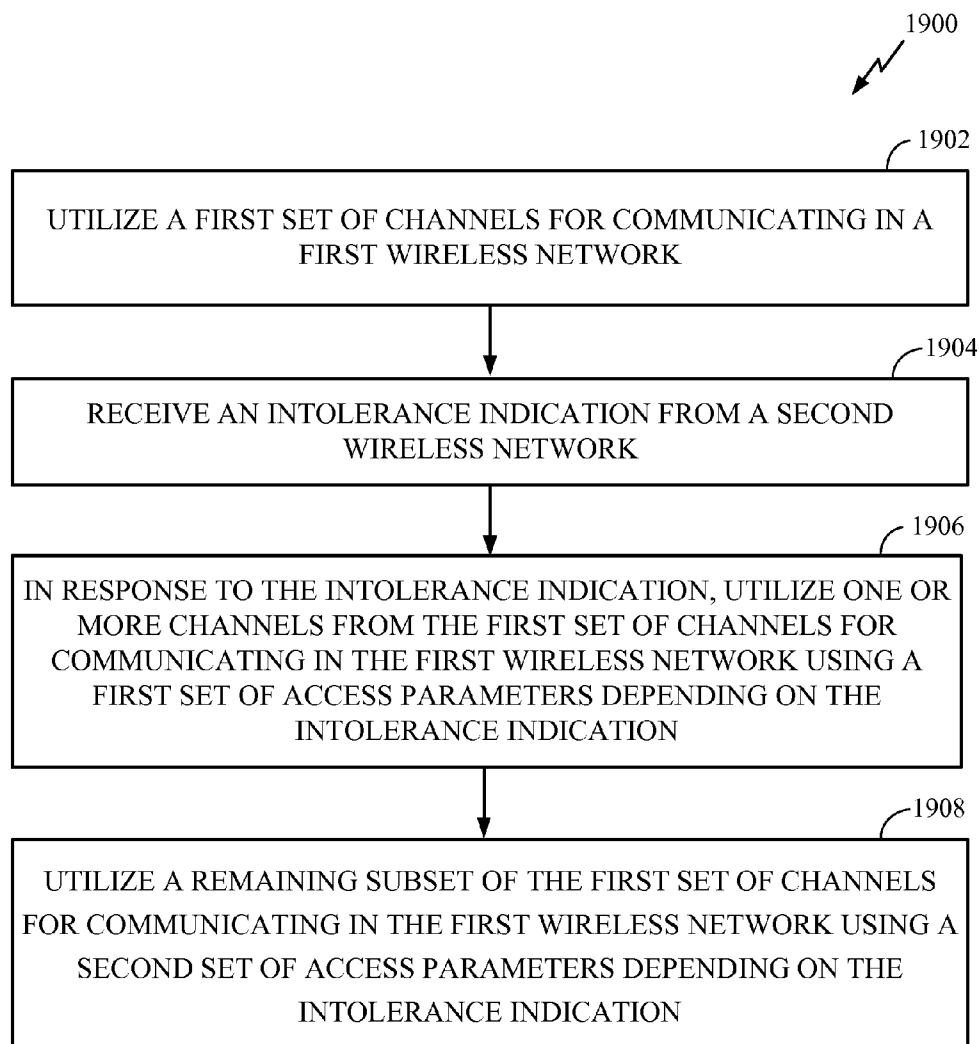 1900
1902
UTILIZE A FIRST SET OF CHANNELS FOR COMMUNICATING IN A
FIRST WIRELESS NETWORK
1904
RECEIVE AN INTOLERANCE INDICATION FROM A SECOND
WIRELESS NETWORK
1906
IN RESPONSE TO THE INTOLERANCE INDICATION, UTILIZE ONE OR
MORE CHANNELS FROM THE FIRST SET OF CHANNELS FOR
COMMUNICATING IN THE FIRST WIRELESS NETWORK USING A
FIRST SET OF ACCESS PARAMETERS DEPENDING ON THE
INTOLERANCE INDICATION
1908
UTILIZE A REMAINING SUBSET OF THE FIRST SET OF CHANNELS
FOR COMMUNICATING IN THE FIRST WIRELESS NETWORK USING A
SECOND SET OF ACCESS PARAMETERS DEPENDING ON THE
INTOLERANCE INDICATION